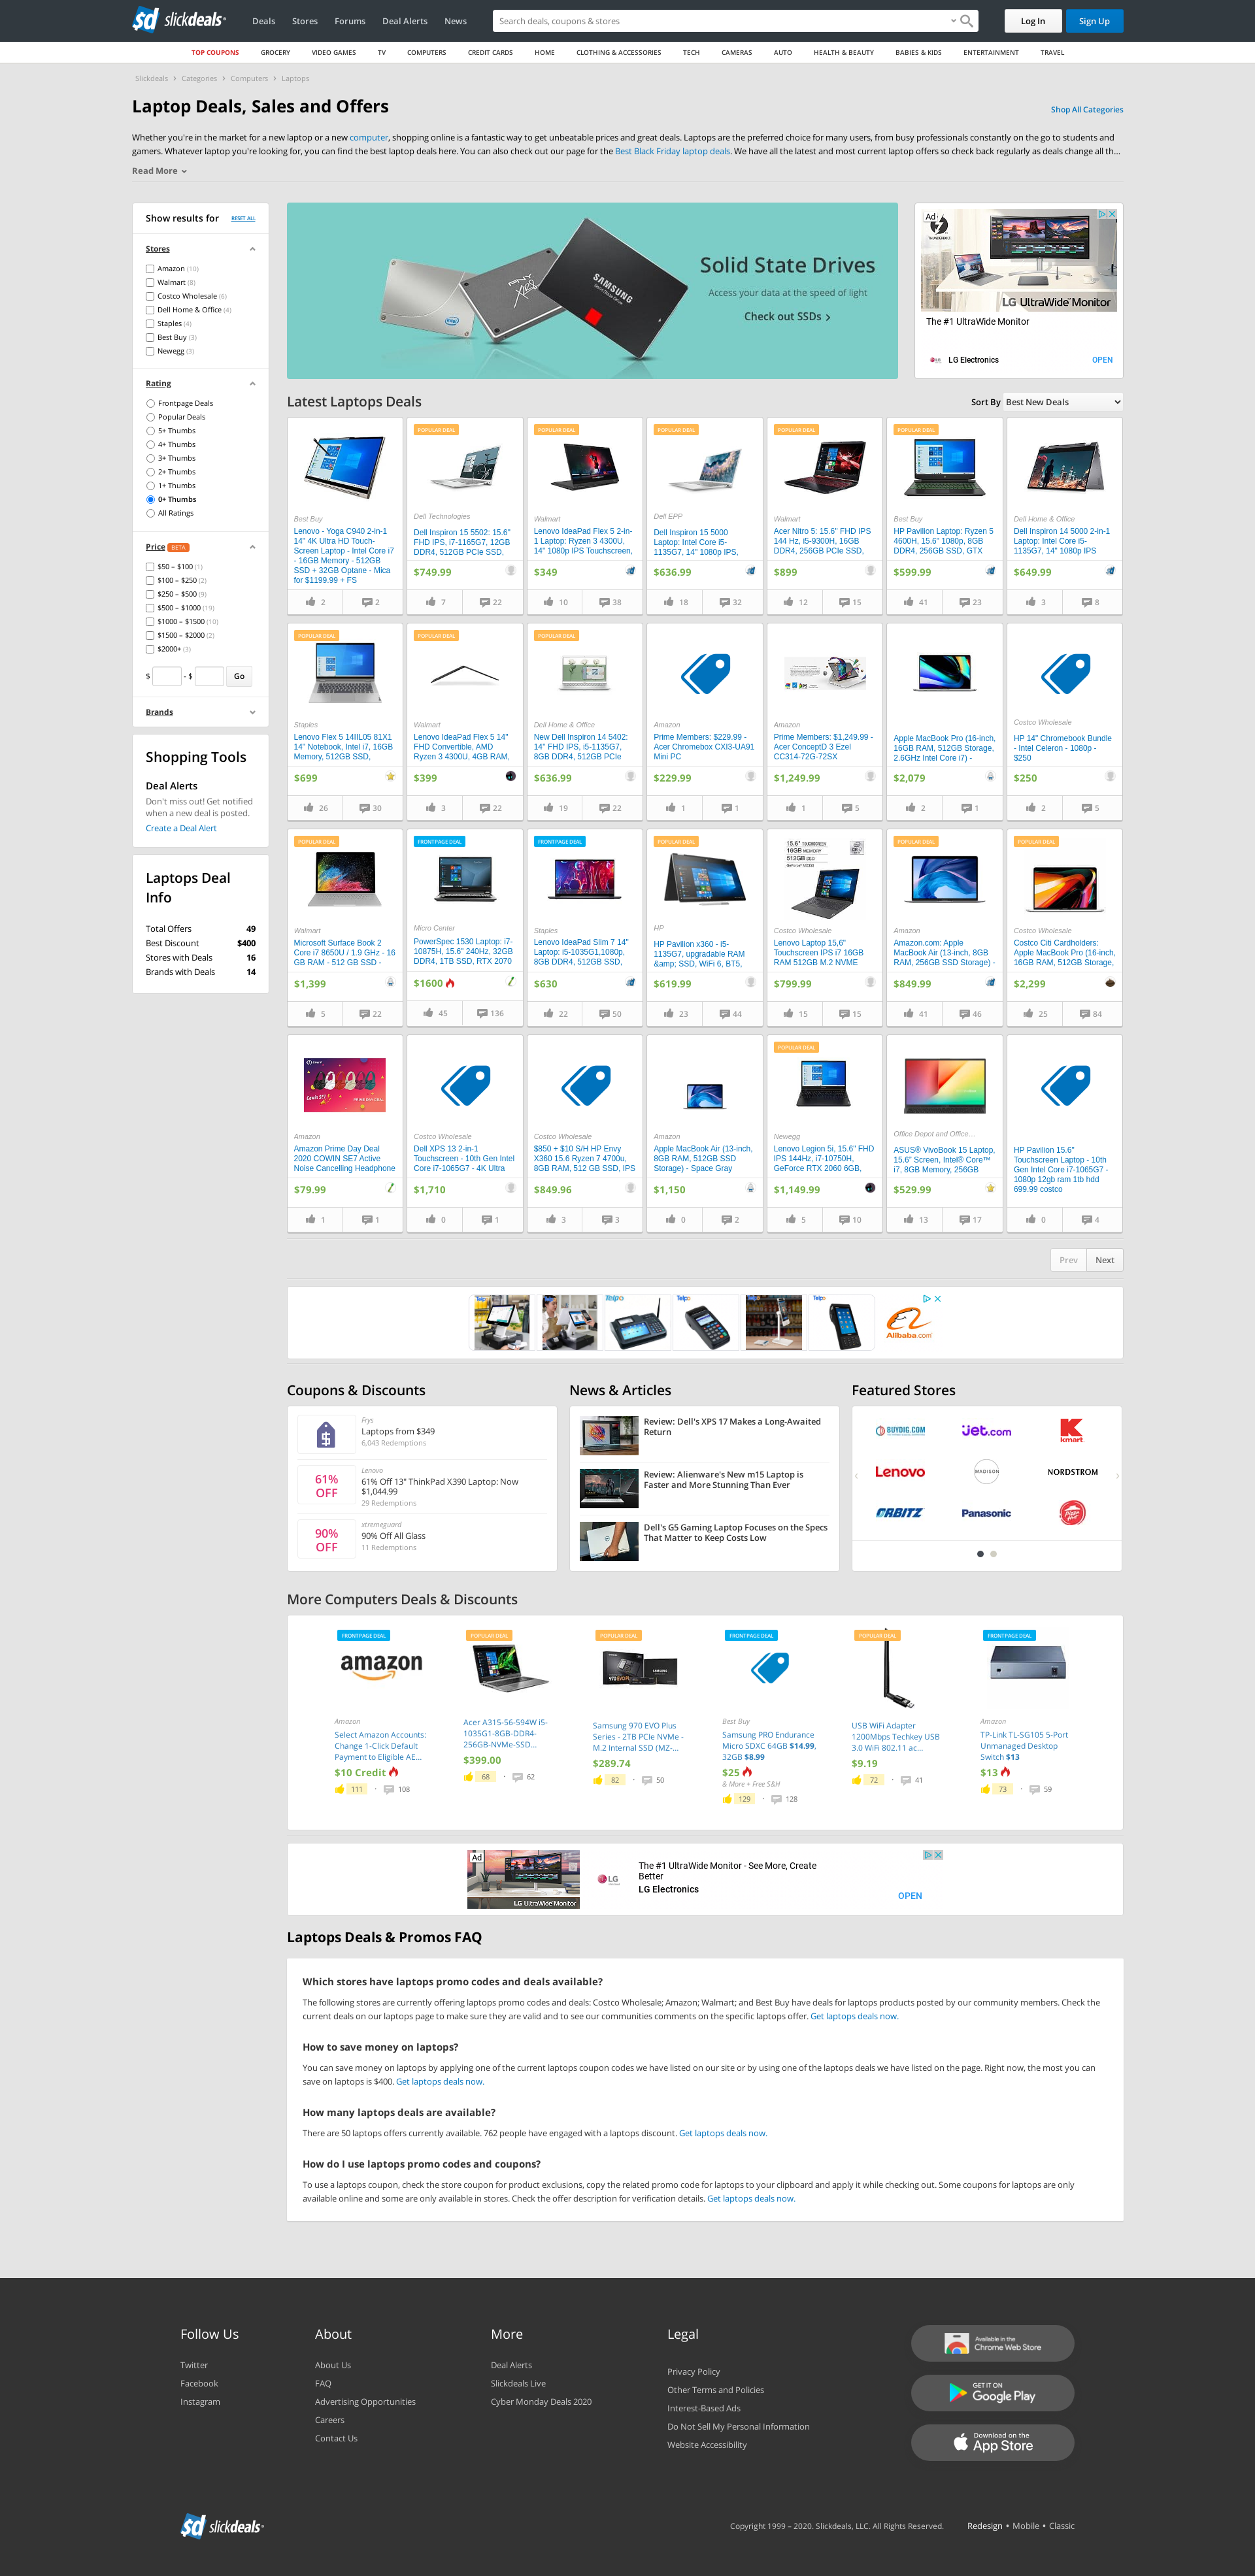 slickdeals
Deals
Stores
Forums
Deal Alerts
News
Search deals, coupons & stores
Log In
Sign Up
TOP COUPONS
GROCERY
VIDEO GAMES
TV
COMPUTERS
CREDIT CARDS
HOME
CLOTHING & ACCESSORIES
TECH
CAMERAS
AUTO
HEALTH & BEAUTY
BABIES & KIDS
ENTERTAINMENT
TRAVEL
Slickdeals › Categories › Computers › Laptops
Laptop Deals, Sales and Offers
Shop All Categories
Whether you're in the market for a new laptop or a new computer, shopping online is a fantastic way to get unbeatable prices and great deals. Laptops are the preferred choice for many users, from busy professionals constantly on the go to students and
gamers. Whatever laptop you're looking for, you can find the best laptop deals here. You can also check out our page for the Best Black Friday laptop deals. We have all the latest and most current laptop offers so check back regularly as deals change all th...
Read More
Show results for
RESET ALL
Stores
Amazon (10)
Walmart (8)
Costco Wholesale (6)
Dell Home & Office (4)
Staples (4)
Best Buy (3)
Newegg (3)
Rating
Frontpage Deals
Popular Deals
5+ Thumbs
4+ Thumbs
3+ Thumbs
2+ Thumbs
1+ Thumbs
0+ Thumbs
All Ratings
Price BETA
$50 – $100 (1)
$100 – $250 (2)
$250 – $500 (9)
$500 – $1000 (19)
$1000 – $1500 (10)
$1500 – $2000 (2)
$2000+ (3)
$ - $ Go
Brands
Shopping Tools
Deal Alerts
Don't miss out! Get notified
when a new deal is posted.
Create a Deal Alert
Laptops Deal
Info
Total Offers 49
Best Discount $400
Stores with Deals 16
Brands with Deals 14
Solid State Drives
Access your data at the speed of light
Check out SSDs
Ad
THUNDERBOLT
LG UltraWide Monitor
The #1 UltraWide Monitor
LG Electronics
OPEN
Latest Laptops Deals
Sort By Best New Deals
Best Buy
Lenovo - Yoga C940 2-in-1
14" 4K Ultra HD Touch-
Screen Laptop - Intel Core i7
- 16GB Memory - 512GB
SSD + 32GB Optane - Mica
for $1199.99 + FS
2 2
POPULAR DEAL
Dell Technologies
Dell Inspiron 15 5502: 15.6"
FHD IPS, i7-1165G7, 12GB
DDR4, 512GB PCIe SSD,
$749.99
7 22
POPULAR DEAL
Walmart
Lenovo IdeaPad Flex 5 2-in-
1 Laptop: Ryzen 3 4300U,
14" 1080p IPS Touchscreen,
$349
10 38
POPULAR DEAL
Dell EPP
Dell Inspiron 15 5000
Laptop: Intel Core i5-
1135G7, 14" 1080p IPS,
$636.99
18 32
POPULAR DEAL
Walmart
Acer Nitro 5: 15.6" FHD IPS
144 Hz, i5-9300H, 16GB
DDR4, 256GB PCIe SSD,
$899
12 15
POPULAR DEAL
Best Buy
HP Pavilion Laptop: Ryzen 5
4600H, 15.6" 1080p, 8GB
DDR4, 256GB SSD, GTX
$599.99
41 23
Dell Home & Office
Dell Inspiron 14 5000 2-in-1
Laptop: Intel Core i5-
1135G7, 14" 1080p IPS
$649.99
3 8
POPULAR DEAL
Staples
Lenovo Flex 5 14IIL05 81X1
14" Notebook, Intel i7, 16GB
Memory, 512GB SSD,
$699
26 30
POPULAR DEAL
Walmart
Lenovo IdeaPad Flex 5 14"
FHD Convertible, AMD
Ryzen 3 4300U, 4GB RAM,
$399
3 22
POPULAR DEAL
Dell Home & Office
New Dell Inspiron 14 5402:
14" FHD IPS, i5-1135G7,
8GB DDR4, 512GB PCIe
$636.99
19 22
Amazon
Prime Members: $229.99 -
Acer Chromebox CXI3-UA91
Mini PC
$229.99
1 1
Amazon
Prime Members: $1,249.99 -
Acer ConceptD 3 Ezel
CC314-72G-72SX
$1,249.99
1 5
Apple MacBook Pro (16-inch,
16GB RAM, 512GB Storage,
2.6GHz Intel Core i7) -
$2,079
2 1
Costco Wholesale
HP 14" Chromebook Bundle
- Intel Celeron - 1080p -
$250
$250
2 5
POPULAR DEAL
Walmart
Microsoft Surface Book 2
Core i7 8650U / 1.9 GHz - 16
GB RAM - 512 GB SSD -
$1,399
5 22
FRONTPAGE DEAL
Micro Center
PowerSpec 1530 Laptop: i7-
10875H, 15.6" 240Hz, 32GB
DDR4, 1TB SSD, RTX 2070
$1600
45 136
FRONTPAGE DEAL
Staples
Lenovo IdeaPad Slim 7 14"
Laptop: i5-1035G1,1080p,
8GB DDR4, 512GB SSD,
$630
22 50
POPULAR DEAL
HP
HP Pavilion x360 - i5-
1135G7, upgradable RAM
&amp; SSD, WiFi 6, BT5,
$619.99
23 44
15.6" TOUCHSCREEN
16GB MEMORY
512GB SSD
Costco Wholesale
Lenovo Laptop 15,6"
Touchscreen IPS i7 16GB
RAM 512GB M.2 NVME
$799.99
15 15
POPULAR DEAL
Amazon
Amazon.com: Apple
MacBook Air (13-inch, 8GB
RAM, 256GB SSD Storage) -
$849.99
41 46
POPULAR DEAL
Costco Wholesale
Costco Citi Cardholders:
Apple MacBook Pro (16-inch,
16GB RAM, 512GB Storage,
$2,299
25 84
Amazon
Amazon Prime Day Deal
2020 COWIN SE7 Active
Noise Cancelling Headphone
$79.99
1 1
Costco Wholesale
Dell XPS 13 2-in-1
Touchscreen - 10th Gen Intel
Core i7-1065G7 - 4K Ultra
$1,710
0 1
Costco Wholesale
$850 + $10 S/H HP Envy
X360 15.6 Ryzen 7 4700u,
8GB RAM, 512 GB SSD, IPS
$849.96
3 3
Amazon
Apple MacBook Air (13-inch,
8GB RAM, 512GB SSD
Storage) - Space Gray
$1,150
0 2
POPULAR DEAL
Newegg
Lenovo Legion 5i, 15.6" FHD
IPS 144Hz, i7-10750H,
GeForce RTX 2060 6GB,
$1,149.99
5 10
Office Depot and Office...
ASUS® VivoBook 15 Laptop,
15.6" Screen, Intel® Core™
i7, 8GB Memory, 256GB
$529.99
13 17
HP Pavilion 15.6"
Touchscreen Laptop - 10th
Gen Intel Core i7-1065G7 -
1080p 12gb ram 1tb hdd
699.99 costco
0 4
Prev Next
Telpo
Alibaba.com
Coupons & Discounts
Frys
Laptops from $349
6,043 Redemptions
61%
OFF
Lenovo
61% Off 13" ThinkPad X390 Laptop: Now
$1,044.99
29 Redemptions
90%
OFF
xtremeguard
90% Off All Glass
11 Redemptions
News & Articles
Review: Dell's XPS 17 Makes a Long-Awaited
Return
Review: Alienware's New m15 Laptop is
Faster and More Stunning Than Ever
Dell's G5 Gaming Laptop Focuses on the Specs
That Matter to Keep Costs Low
Featured Stores
BUYDIG.COM
jet.com
kmart
Lenovo
MADISON
NORDSTROM
ORBITZ
Panasonic
More Computers Deals & Discounts
FRONTPAGE DEAL
amazon
Amazon
Select Amazon Accounts:
Change 1-Click Default
Payment to Eligible AE...
$10 Credit
111 · 108
POPULAR DEAL
Acer A315-56-594W i5-
1035G1-8GB-DDR4-
256GB-NVMe-SSD...
$399.00
68 · 62
POPULAR DEAL
Samsung 970 EVO Plus
Series - 2TB PCIe NVMe -
M.2 Internal SSD (MZ-...
$289.74
82 · 50
FRONTPAGE DEAL
Best Buy
Samsung PRO Endurance
Micro SDXC 64GB $14.99,
32GB $8.99
$25
& More + Free S&H
129 · 128
POPULAR DEAL
USB WiFi Adapter
1200Mbps Techkey USB
3.0 WiFi 802.11 ac...
$9.19
72 · 41
FRONTPAGE DEAL
Amazon
TP-Link TL-SG105 5-Port
Unmanaged Desktop
Switch $13
$13
73 · 59
Ad
LG UltraWide Monitor
LG
The #1 UltraWide Monitor - See More, Create
Better
LG Electronics
OPEN
Laptops Deals & Promos FAQ
Which stores have laptops promo codes and deals available?
The following stores are currently offering laptops promo codes and deals: Costco Wholesale; Amazon; Walmart; and Best Buy have deals for laptops products posted by our community members. Check the
current deals on our laptops page to make sure they are valid and to see our communities comments on the specific laptops offer. Get laptops deals now.
How to save money on laptops?
You can save money on laptops by applying one of the current laptops coupon codes we have listed on our site or by using one of the laptops deals we have listed on the page. Right now, the most you can
save on laptops is $400. Get laptops deals now.
How many laptops deals are available?
There are 50 laptops offers currently available. 762 people have engaged with a laptops discount. Get laptops deals now.
How do I use laptops promo codes and coupons?
To use a laptops coupon, check the store coupon for product exclusions, copy the related promo code for laptops to your clipboard and apply it while checking out. Some coupons for laptops are only
available online and some are only available in stores. Check the offer description for verification details. Get laptops deals now.
Follow Us
Twitter
Facebook
Instagram
About
About Us
FAQ
Advertising Opportunities
Careers
Contact Us
More
Deal Alerts
Slickdeals Live
Cyber Monday Deals 2020
Legal
Privacy Policy
Other Terms and Policies
Interest-Based Ads
Do Not Sell My Personal Information
Website Accessibility
Available in the
Chrome Web Store
GET IT ON
Google Play
Download on the
App Store
slickdeals
Copyright 1999 – 2020. Slickdeals, LLC. All Rights Reserved.
Redesign • Mobile • Classic